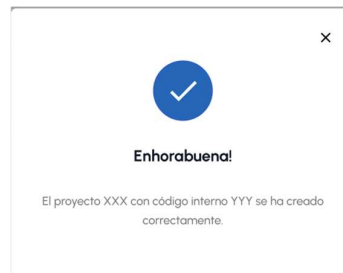 Enhorabuena!
El proyecto XXX con código interno YYY se ha creado
correctamente.